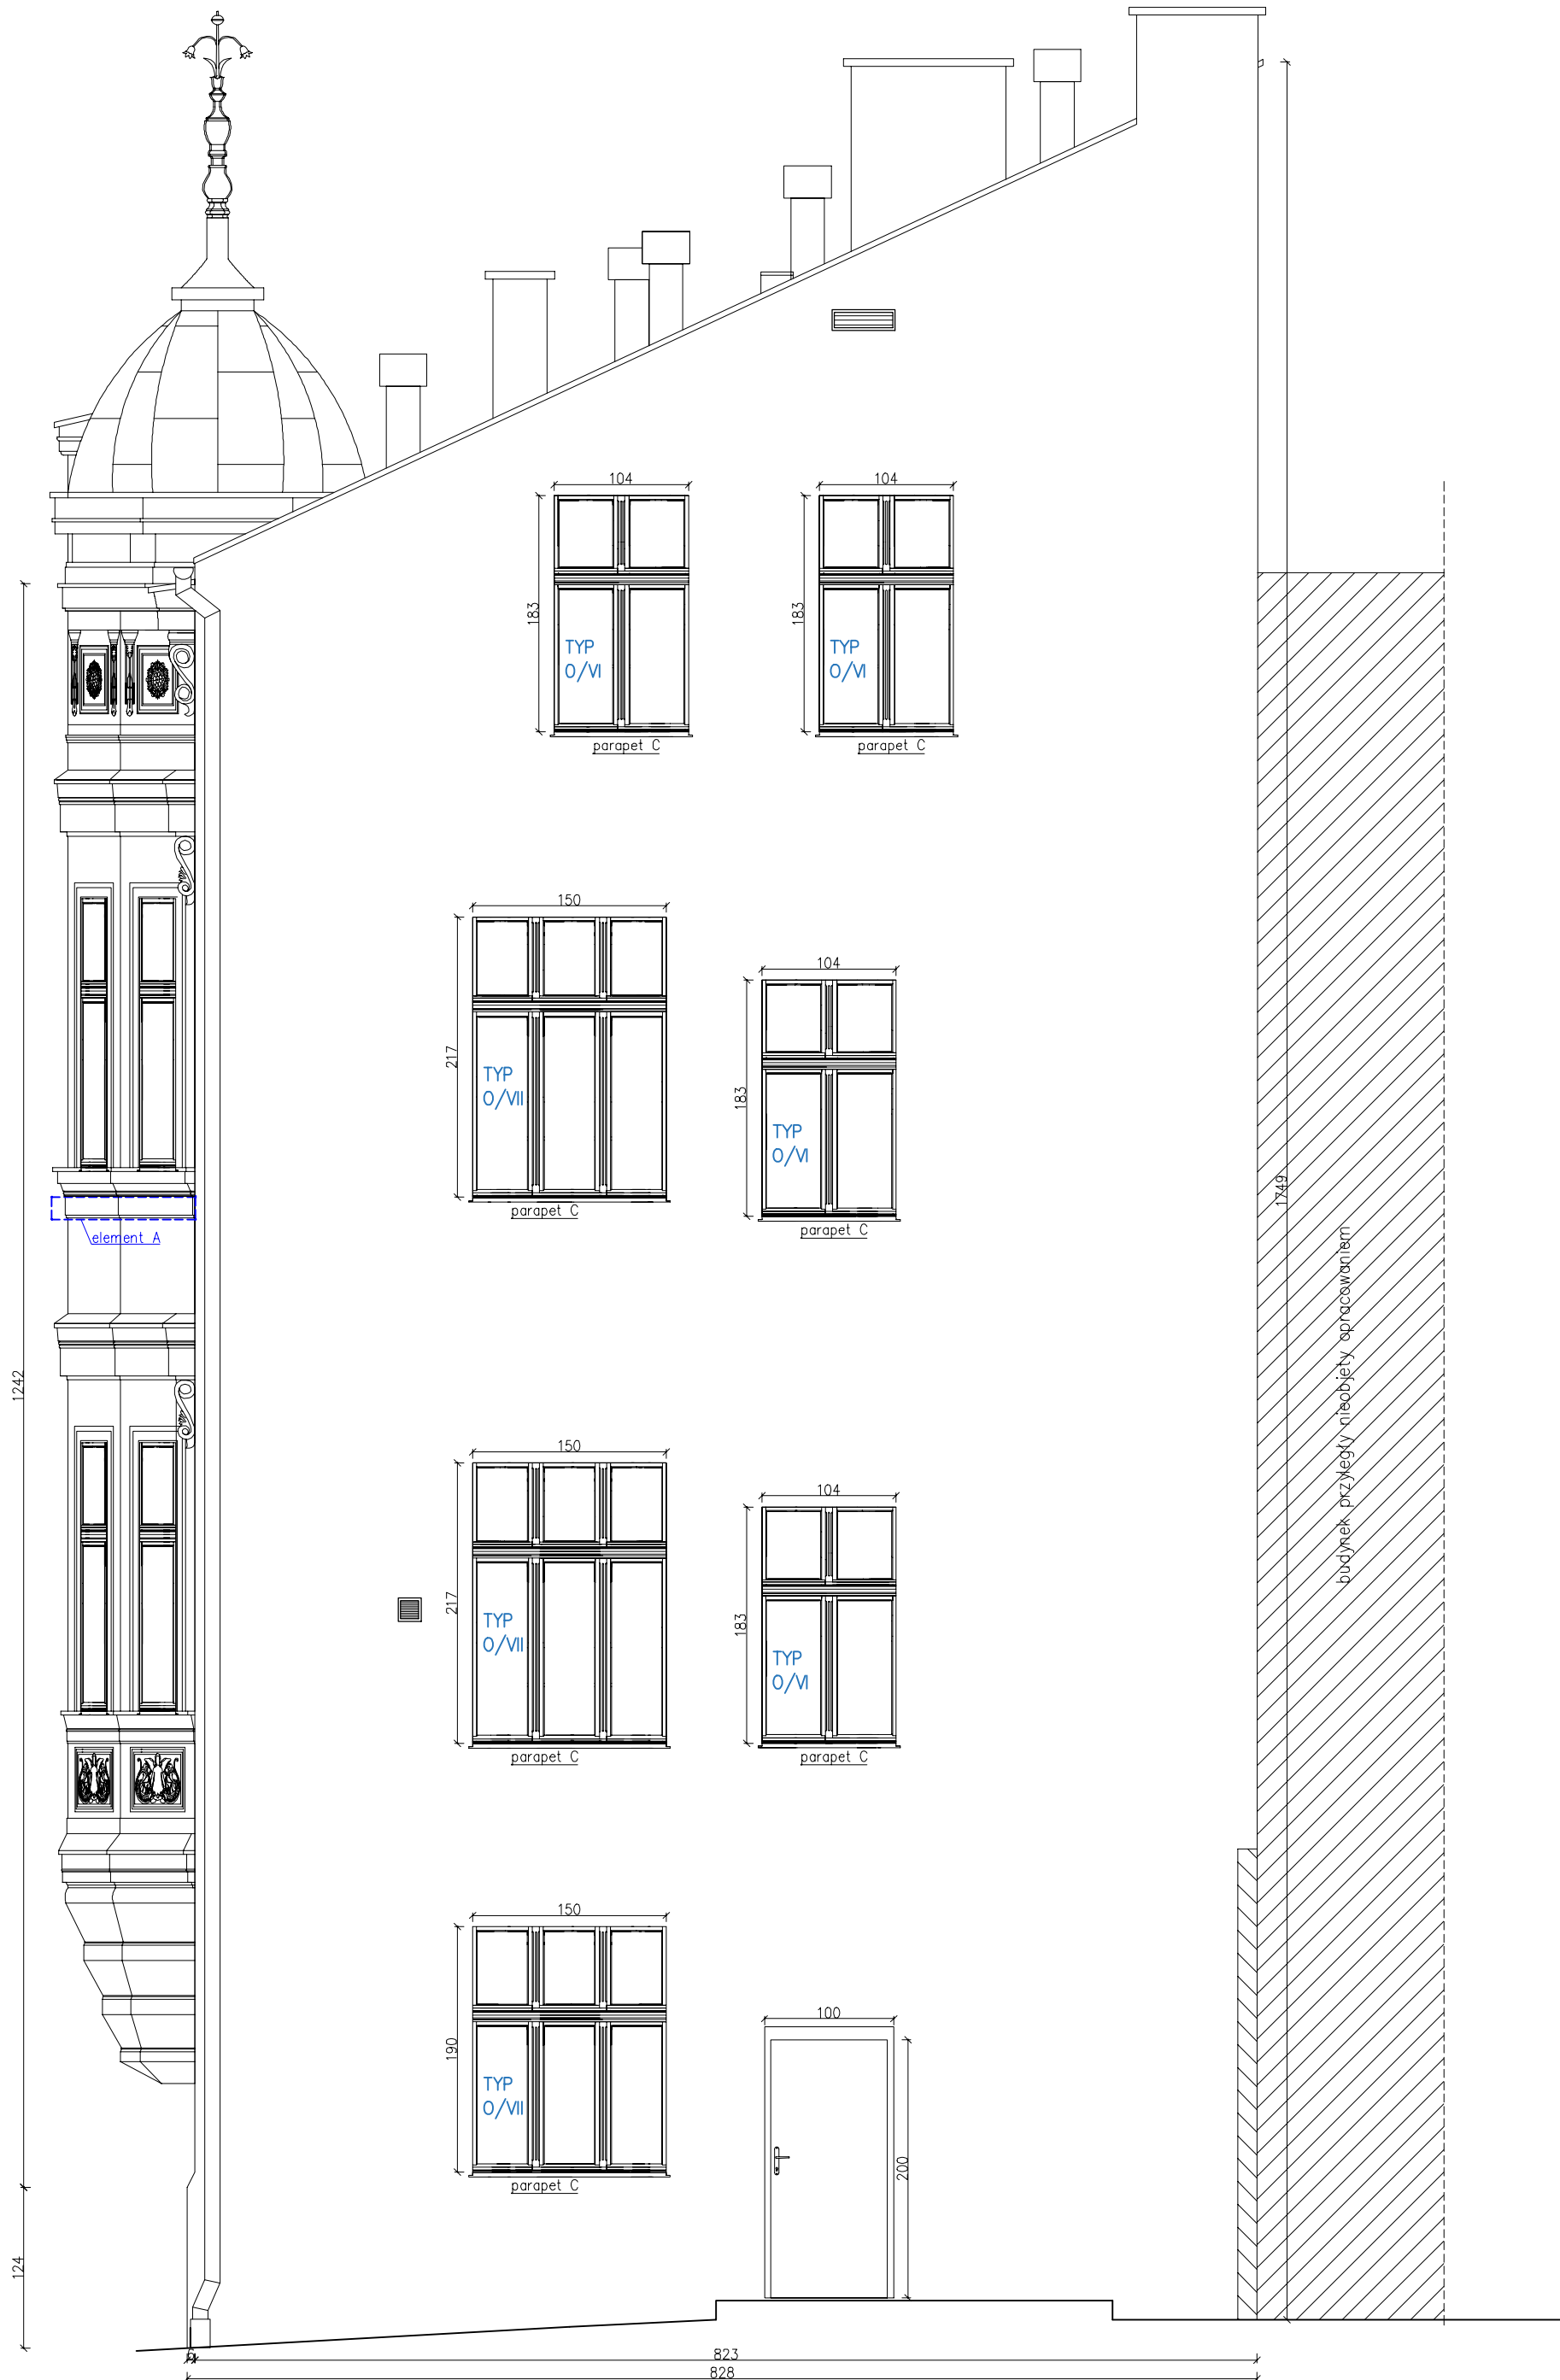 104
104
183
183
TYP
O/VI
TYP
O/VI
parapet C
parapet C
150
104
217
183
TYP
O/VII
TYP
O/VI
parapet C
parapet C
element A
1749
budynek przyległy nieobjęty opracowaniem
1242
150
104
217
183
TYP
O/VII
TYP
O/VI
parapet C
parapet C
150
190
TYP
O/VII
parapet C
100
200
124
823
828